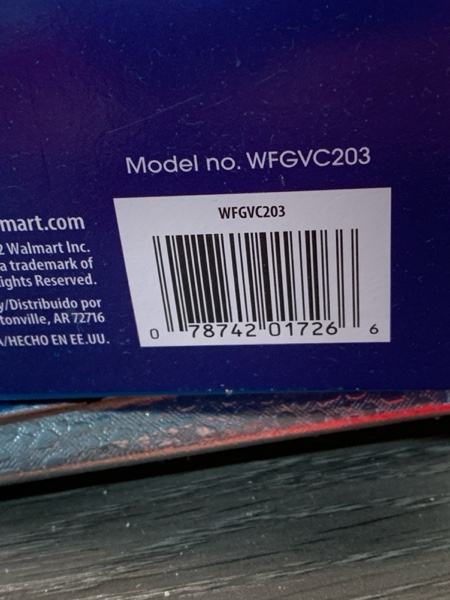 Model no. WFGVC203
WFGVC203
0 78742 01726 6
mart.com
2 Walmart Inc.
a trademark of
ights Reserved.
y/Distribuido por
tonville, AR 72716
/HECHO EN EE.UU.